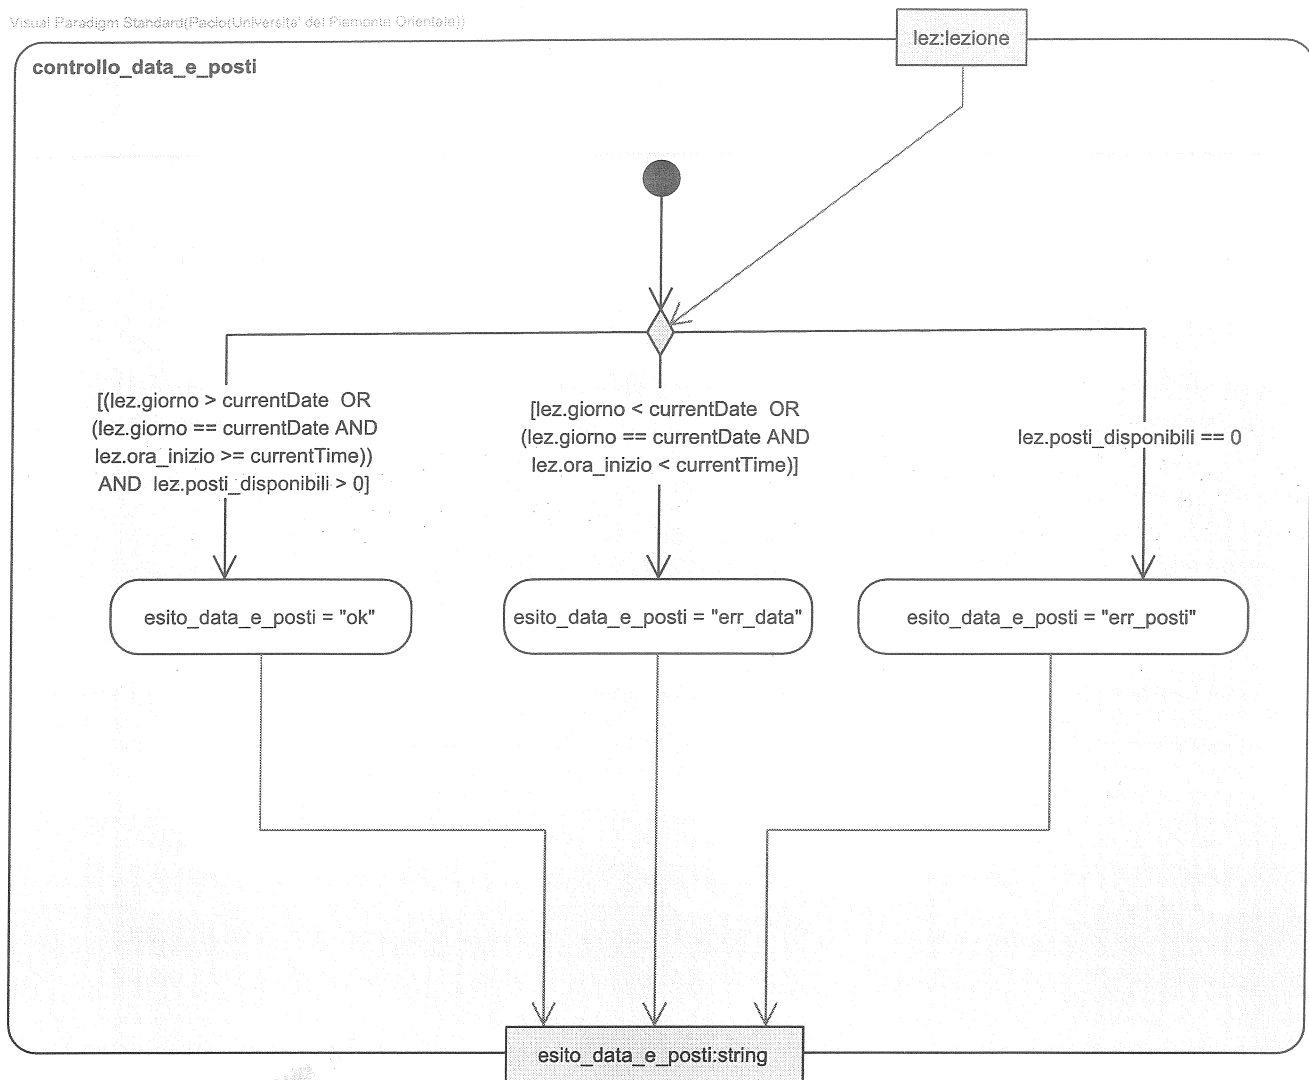 Visual Paradigm Standard(Paolo(Universita' del Piemonte Orientale))
lez:lezione
controllo_data_e_posti
[(lez.giorno > currentDate OR
(lez.giorno == currentDate AND
lez.ora_inizio >= currentTime))
AND lez.posti_disponibili > 0]
[lez.giorno < currentDate OR
(lez.giorno == currentDate AND
lez.ora_inizio < currentTime)]
lez.posti_disponibili == 0
esito_data_e_posti = "ok"
esito_data_e_posti = "err_data"
esito_data_e_posti = "err_posti"
esito_data_e_posti:string